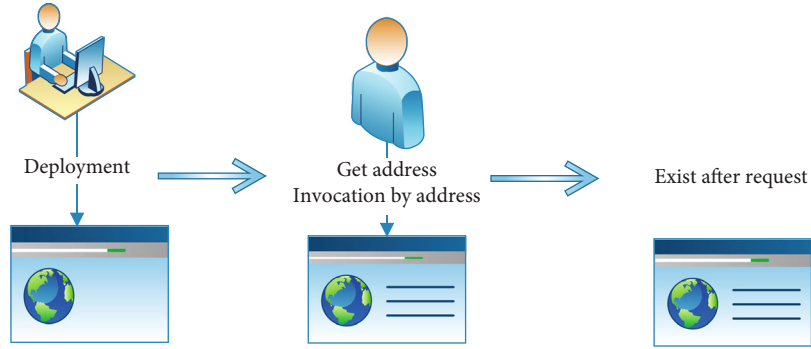 Deployment
Get address
Invocation by address
Exist after request